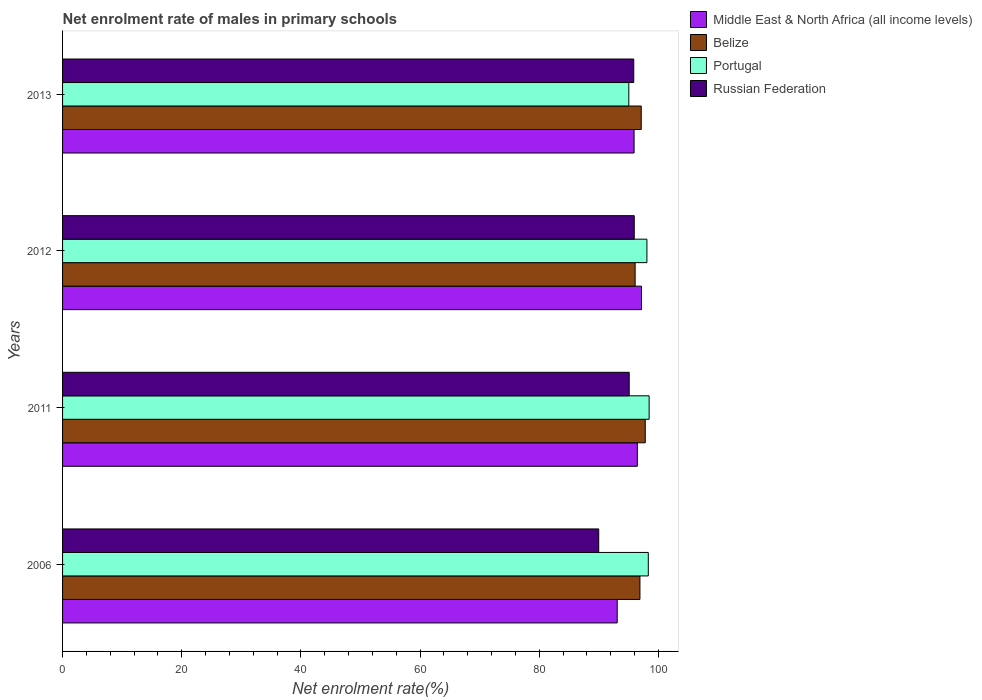 Net enrolment rate of males in primary schools
Middle East & North Africa (all income levels)
Belize
Portugal
Russian Federation
Years
2013
2012
2011
2006
0
20
40
60
80
100
Net enrolment rate(%)